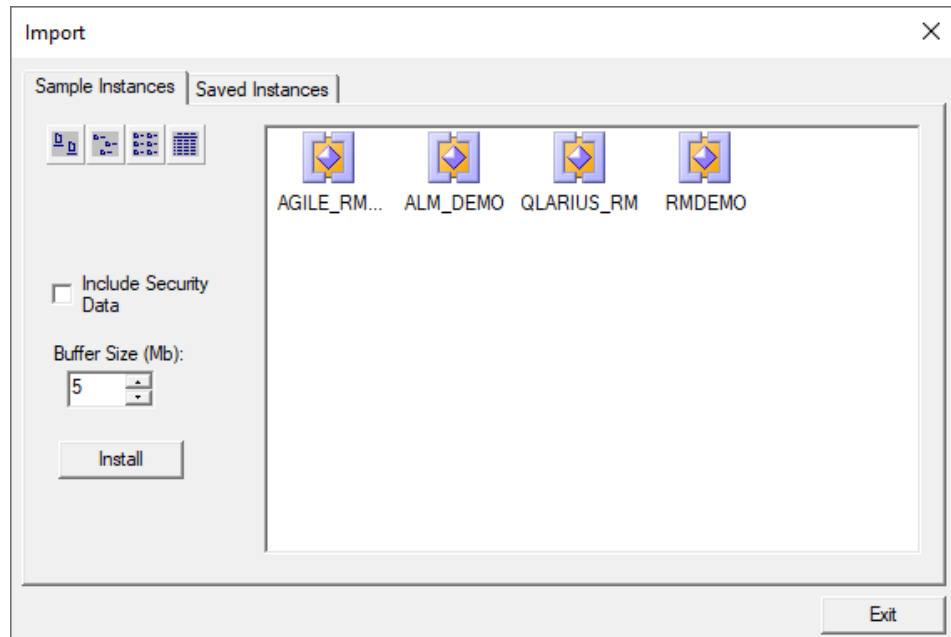 Import
Sample Instances
Saved Instances
AGILE_RM...
ALM_DEMO
QLARIUS_RM
RMDEMO
Include Security
Data
Buffer Size (Mb):
5
Install
Exit